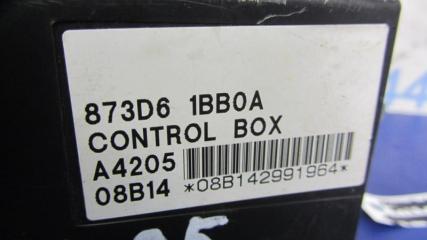 873D6 1BB0A
CONTROL BOX
A4205
08B14 *08B142991964*